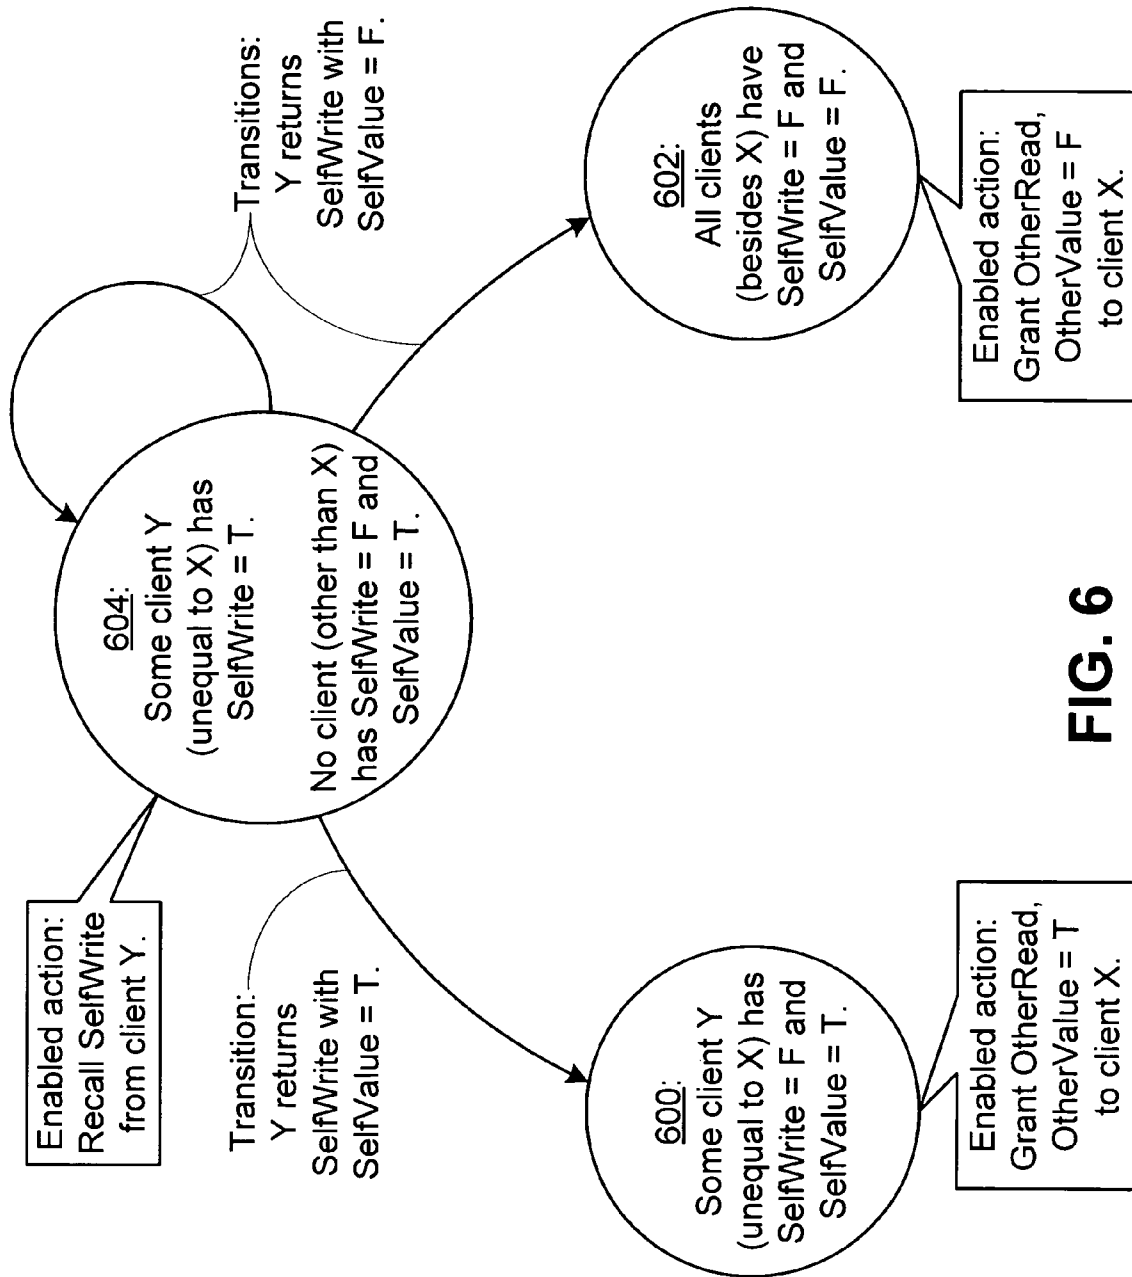 Enabled action:
Recall SelfWrite
from client Y.
604:
Some client Y
(unequal to X) has
SelfWrite = T.
No client (other than X)
has SelfWrite = F and
SelfValue = T.
Transitions:
Y returns
SelfWrite with
SelfValue = F.
Transition:
Y returns
SelfWrite with
SelfValue = T.
600:
Some client Y
(unequal to X) has
SelfWrite = F and
SelfValue = T.
602:
All clients
(besides X) have
SelfWrite = F and
SelfValue = F.
Enabled action:
Grant OtherRead,
OtherValue = T
to client X.
Enabled action:
Grant OtherRead,
OtherValue = F
to client X.
FIG. 6